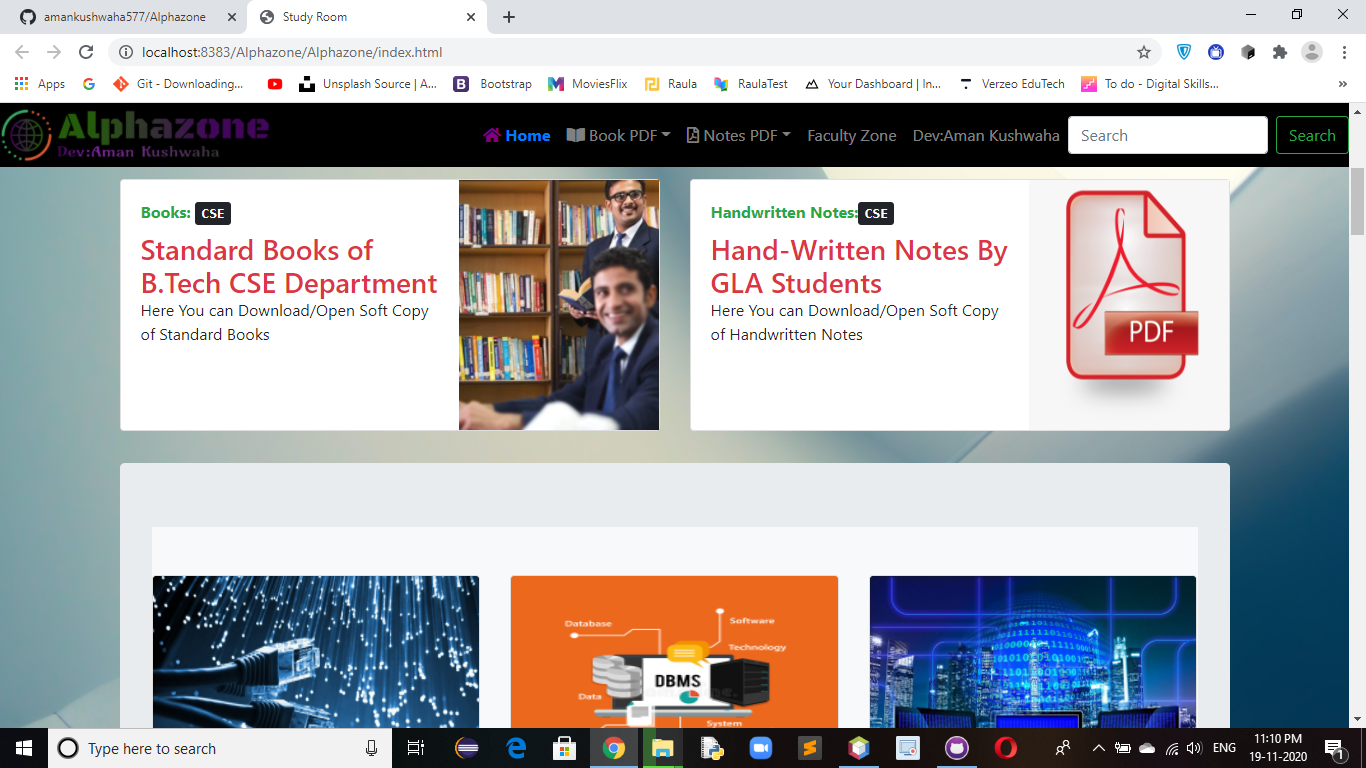 amankushwaha577/Alphazone
Study Room
localhost:8383/Alphazone/Alphazone/index.html
Apps
Git - Downloading...
Unsplash Source | A...
Bootstrap
MoviesFlix
Raula
RaulaTest
Your Dashboard | In...
Verzeo EduTech
To do - Digital Skills...
»
Alphazone
Dev:Aman Kushwaha
Home
Book PDF
Notes PDF
Faculty Zone
Dev:Aman Kushwaha
Search
Search
Books: CSE
Standard Books of
B.Tech CSE Department
Here You can Download/Open Soft Copy
of Standard Books
Handwritten Notes:CSE
Hand-Written Notes By
GLA Students
Here You can Download/Open Soft Copy
of Handwritten Notes
PDF
Database
Software
Technology
DBMS
Data
System
Type here to search
ENG
11:10 PM
19-11-2020
1